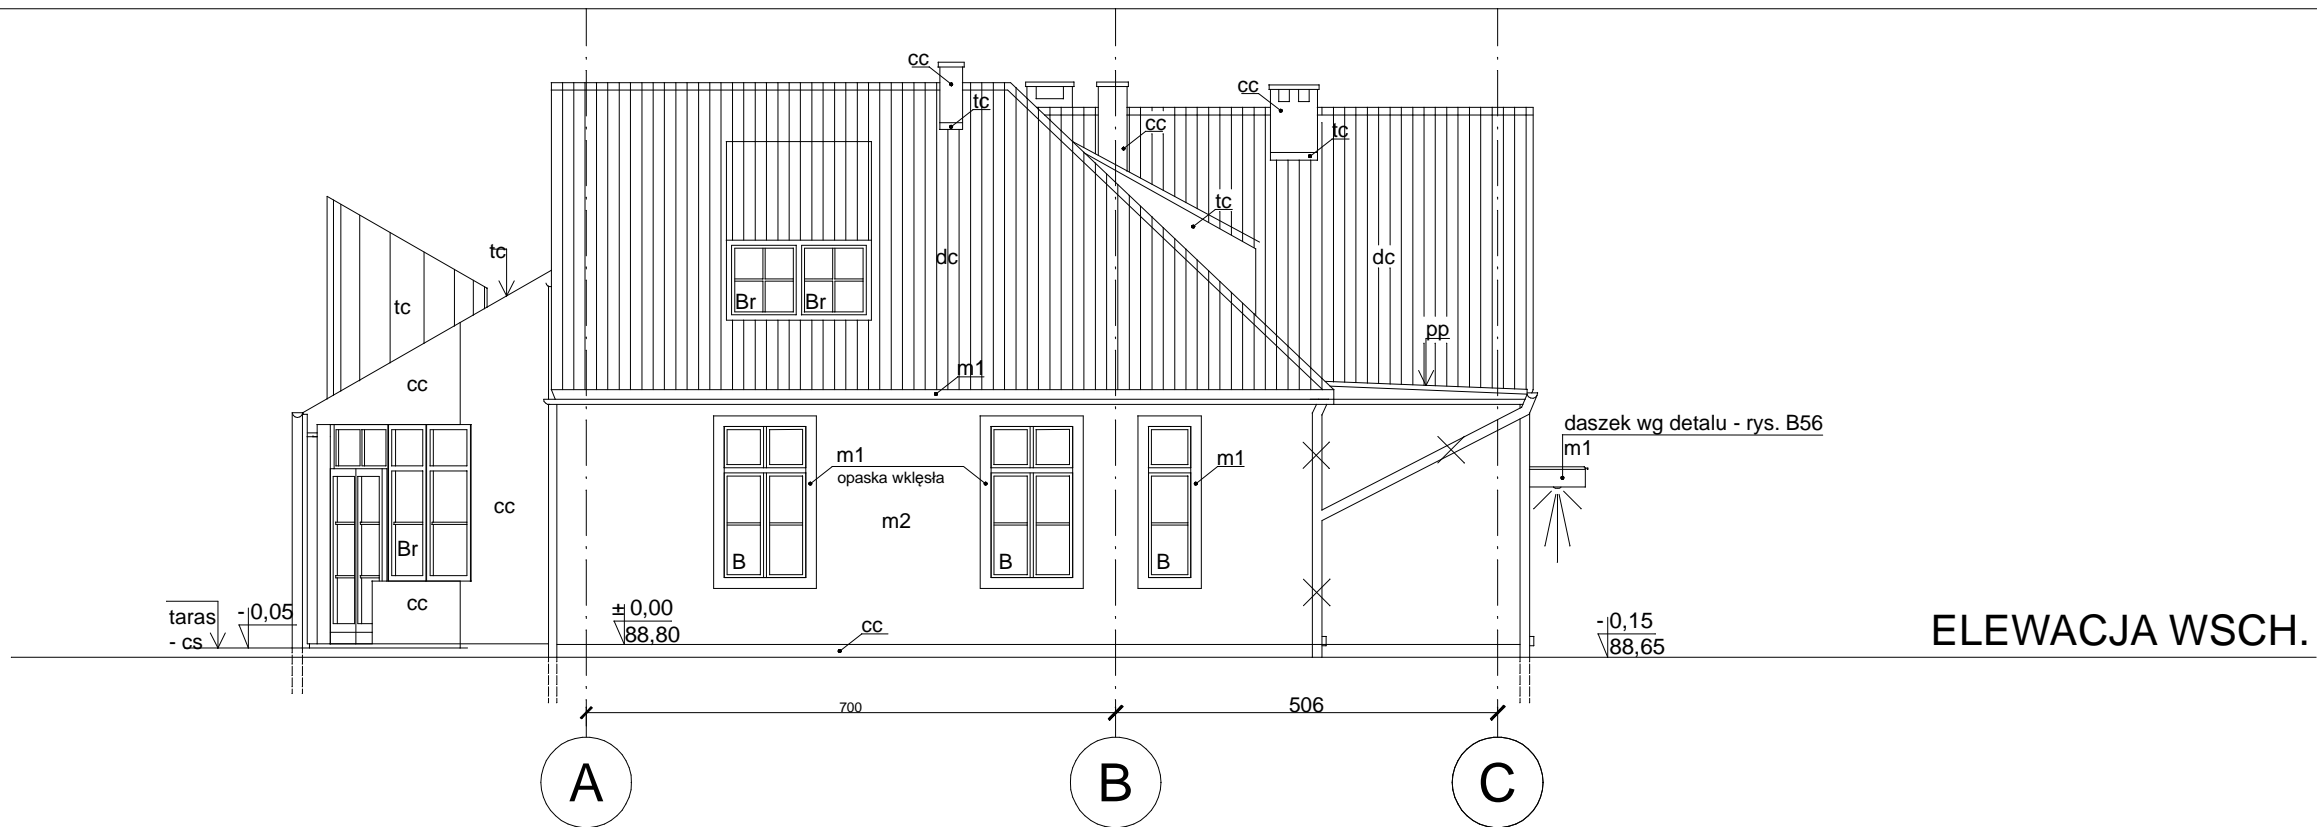 cc
tc
cc
cc
tc
tc
tc
dc
dc
tc
Br
Br
pp
m1
cc
daszek wg detalu - rys. B56
m1
m1
opaska wklęsła
m1
cc
m2
Br
B
B
B
cc
taras
- cs
- 0,05
± 0,00
88,80
cc
- 0,15
88,65
ELEWACJA WSCH.
700
506
A
B
C